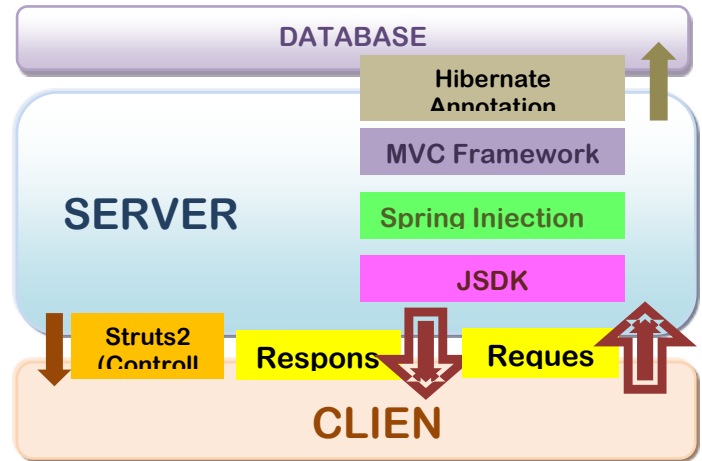 DATABASE
Hibernate
Annotation
MVC Framework
SERVER
Spring Injection
JSDK
Struts2
(Controll
Respons
Reques
CLIEN